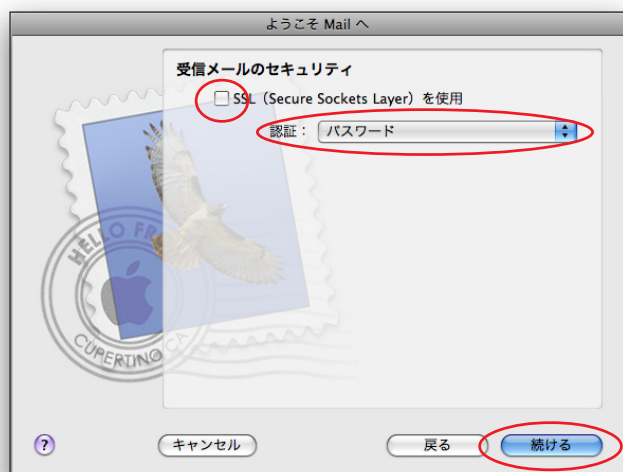 ようこそ Mail へ
受信メールのセキュリティ
SSL（Secure Sockets Layer）を使用
認証： パスワード
HELLO FR
CUPERTINO CA
? キャンセル 戻る 続ける